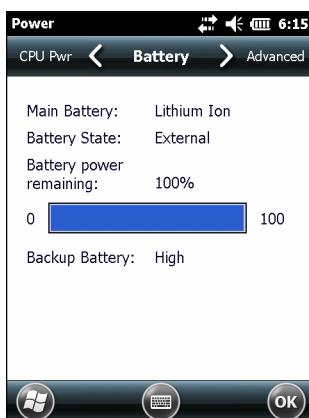 Power 6:15
CPU Pwr Battery Advanced
Main Battery: Lithium Ion
Battery State: External
Battery power
remaining: 100%
0 100
Backup Battery: High
OK